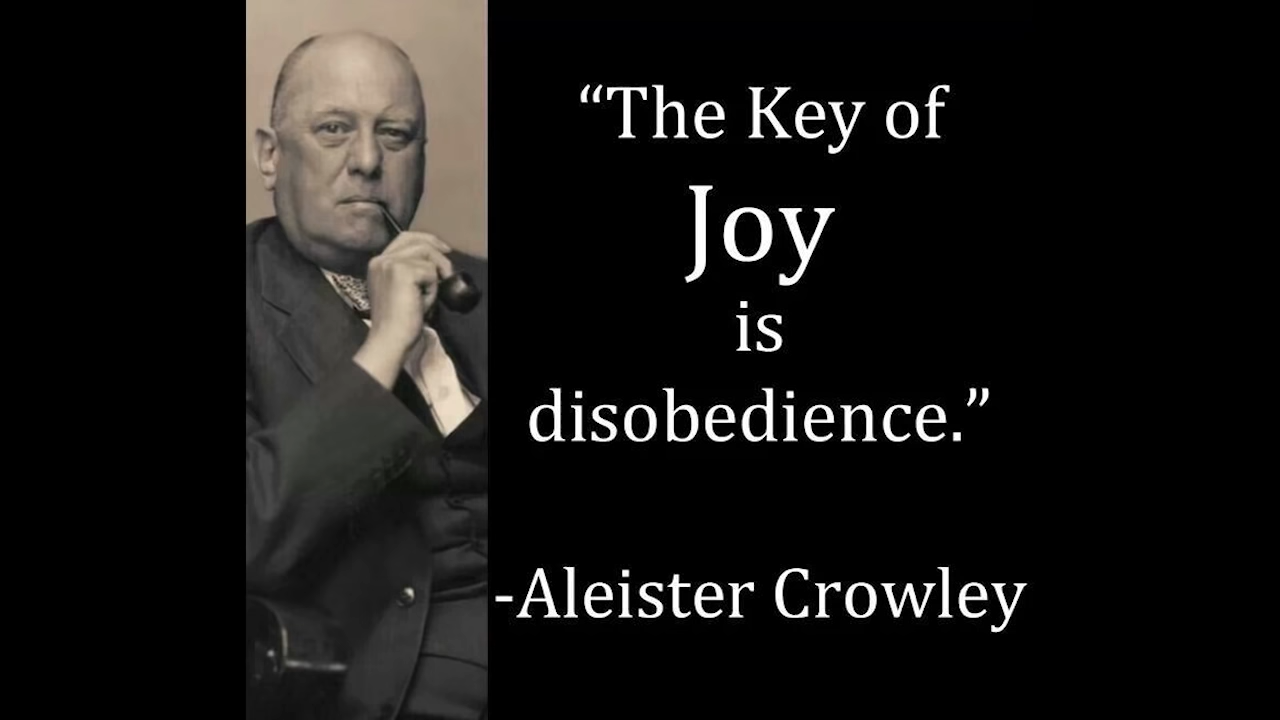 “The Key of
Joy
is
disobedience.”
-Aleister Crowley